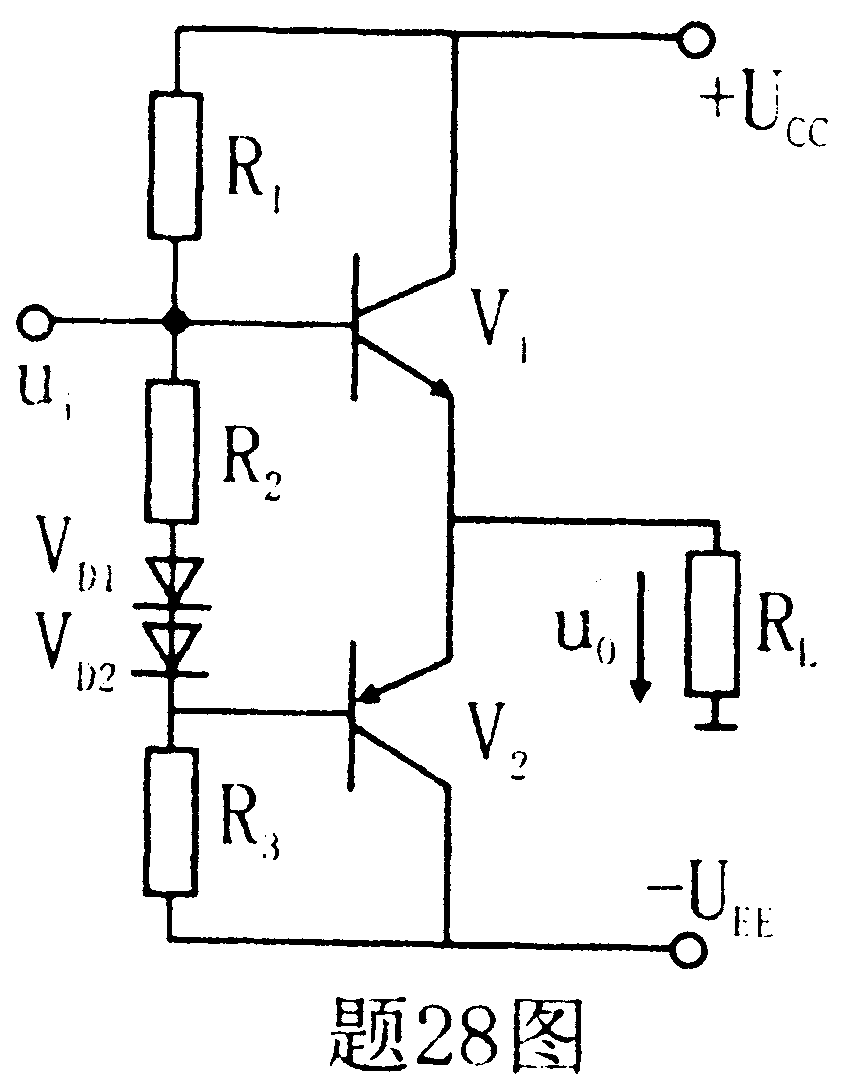 +U_CC
R_1
V_1
u_i
R_2
V_D1
V_D2
u_0
R_L
V_2
R_3
-U_EE
题28图